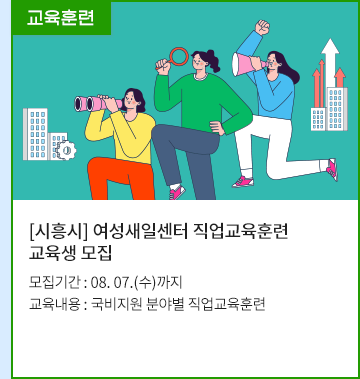 교육훈련
[시흥시] 여성새일센터 직업교육훈련
교육생 모집
모집기간 : 08. 07.(수)까지
교육내용 : 국비지원 분야별 직업교육훈련